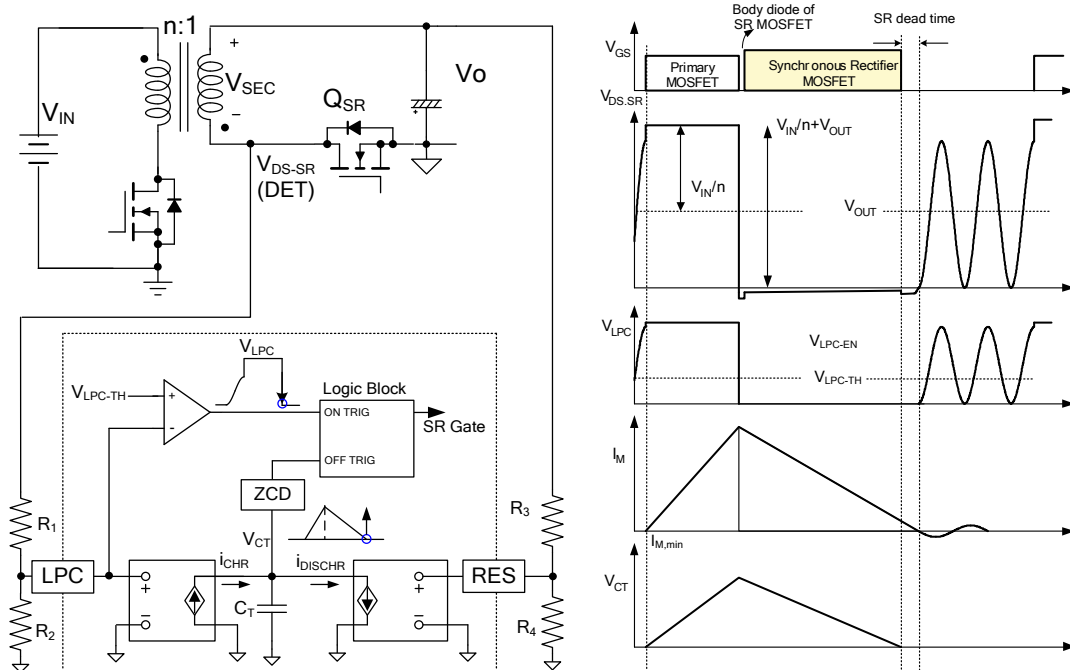 n:1
+
V_SEC
−
V_IN
Vo
+
Q_SR
V_DS-SR
(DET)
V_LPC
V_LPC-TH
+
-
Logic Block
ON TRIG
OFF TRIG
SR Gate
ZCD
V_CT
R_1
R_2
R_3
R_4
LPC
+
−
i_CHR
i_DISCHR
C_T
+
−
RES
Body diode of
SR MOSFET
SR dead time
V_GS
Primary
MOSFET
Synchronous Rectifier
MOSFET
V_DS.SR
V_IN/n+V_OUT
V_IN/n
V_OUT
V_LPC
V_LPC-EN
V_LPC-TH
I_M
I_M,min
V_CT